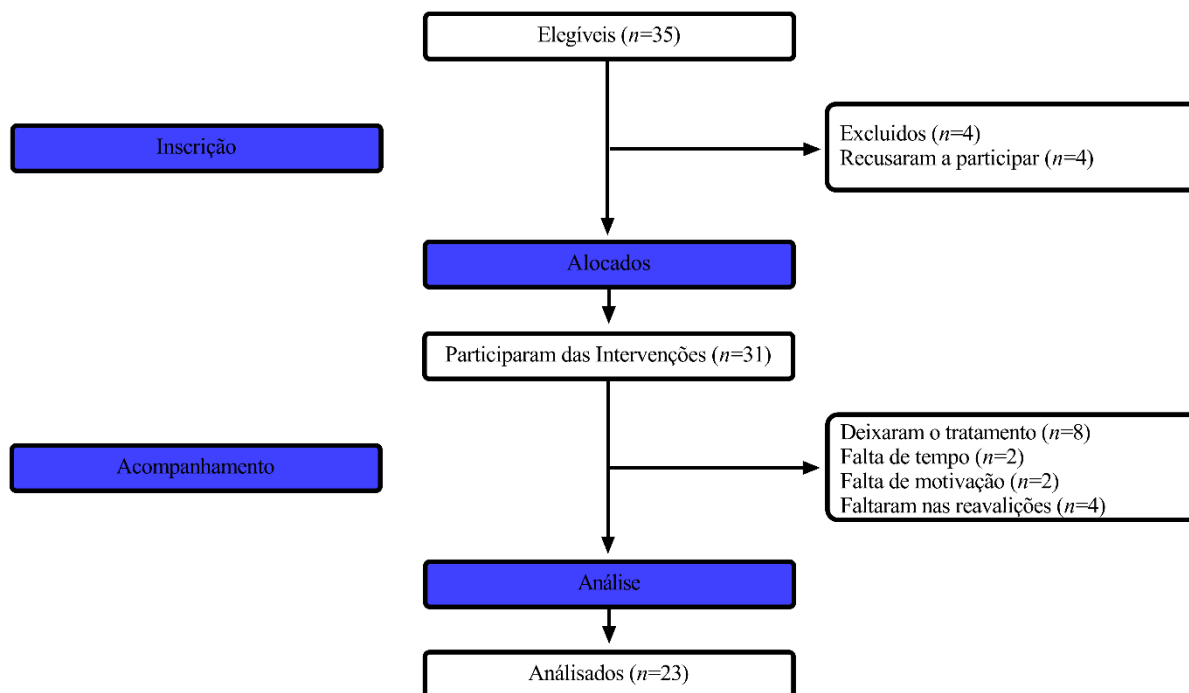 Elegíveis (n=35)
Inscrição
Excluidos (n=4)
Recusaram a participar (n=4)
Alocados
Participaram das Intervenções (n=31)
Acompanhamento
Deixaram o tratamento (n=8)
Falta de tempo (n=2)
Falta de motivação (n=2)
Faltaram nas reavalições (n=4)
Análise
Análisados (n=23)